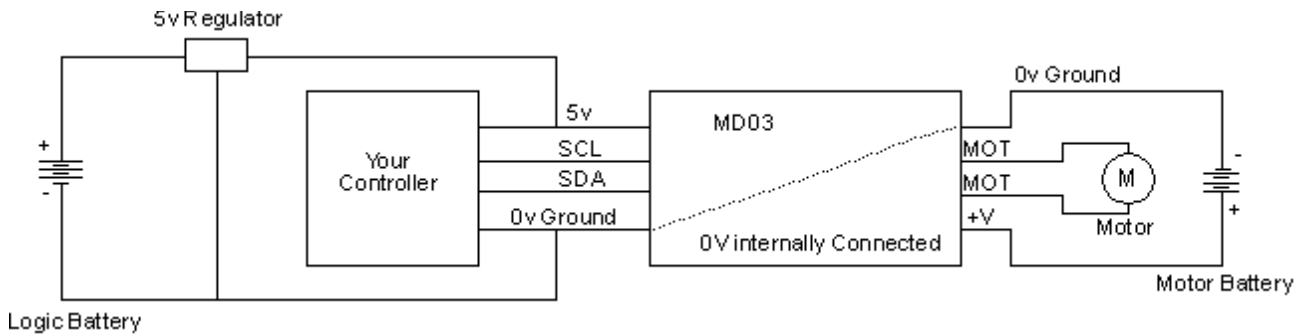 5v Regulator
0v Ground
5v
MD03
+
SCL
MOT
Your
Controller
-
M
-
SDA
MOT
+
0v Ground
+V
Motor
0V internally Connected
Motor Battery
Logic Battery